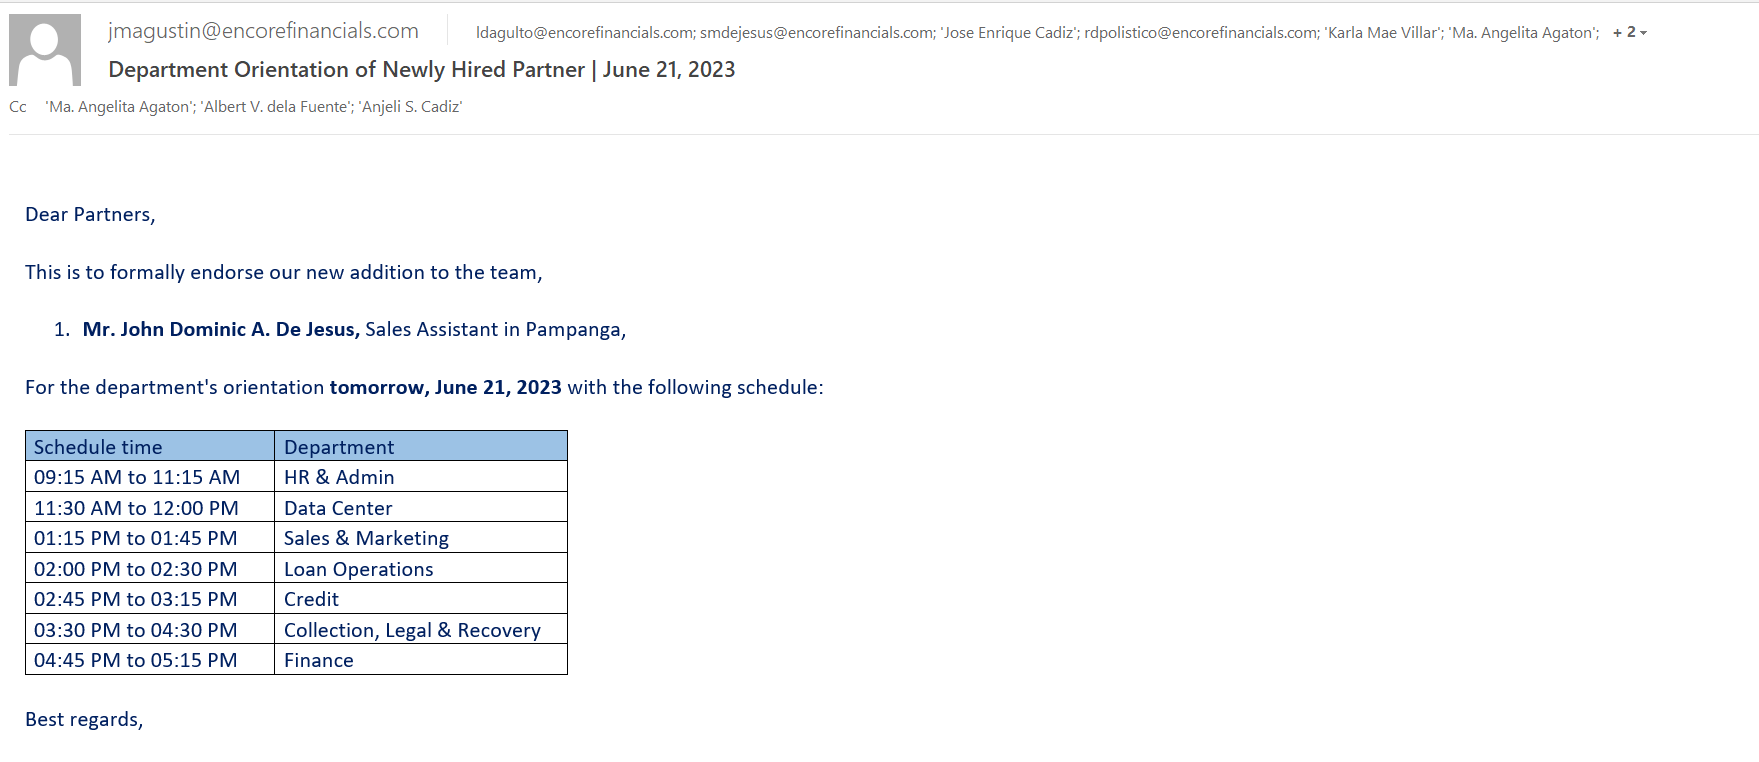 jmagustin@encorefinancials.com
ldagulto@encorefinancials.com; smdejesus@encorefinancials.com; 'Jose Enrique Cadiz'; rdpolistico@encorefinancials.com; 'Karla Mae Villar'; 'Ma. Angelita Agaton'; + 2
Department Orientation of Newly Hired Partner | June 21, 2023
Cc 'Ma. Angelita Agaton'; 'Albert V. dela Fuente'; 'Anjeli S. Cadiz'
Dear Partners,
This is to formally endorse our new addition to the team,
1. Mr. John Dominic A. De Jesus, Sales Assistant in Pampanga,
For the department's orientation tomorrow, June 21, 2023 with the following schedule:
Schedule time Department
09:15 AM to 11:15 AM HR & Admin
11:30 AM to 12:00 PM Data Center
01:15 PM to 01:45 PM Sales & Marketing
02:00 PM to 02:30 PM Loan Operations
02:45 PM to 03:15 PM Credit
03:30 PM to 04:30 PM Collection, Legal & Recovery
04:45 PM to 05:15 PM Finance
Best regards,